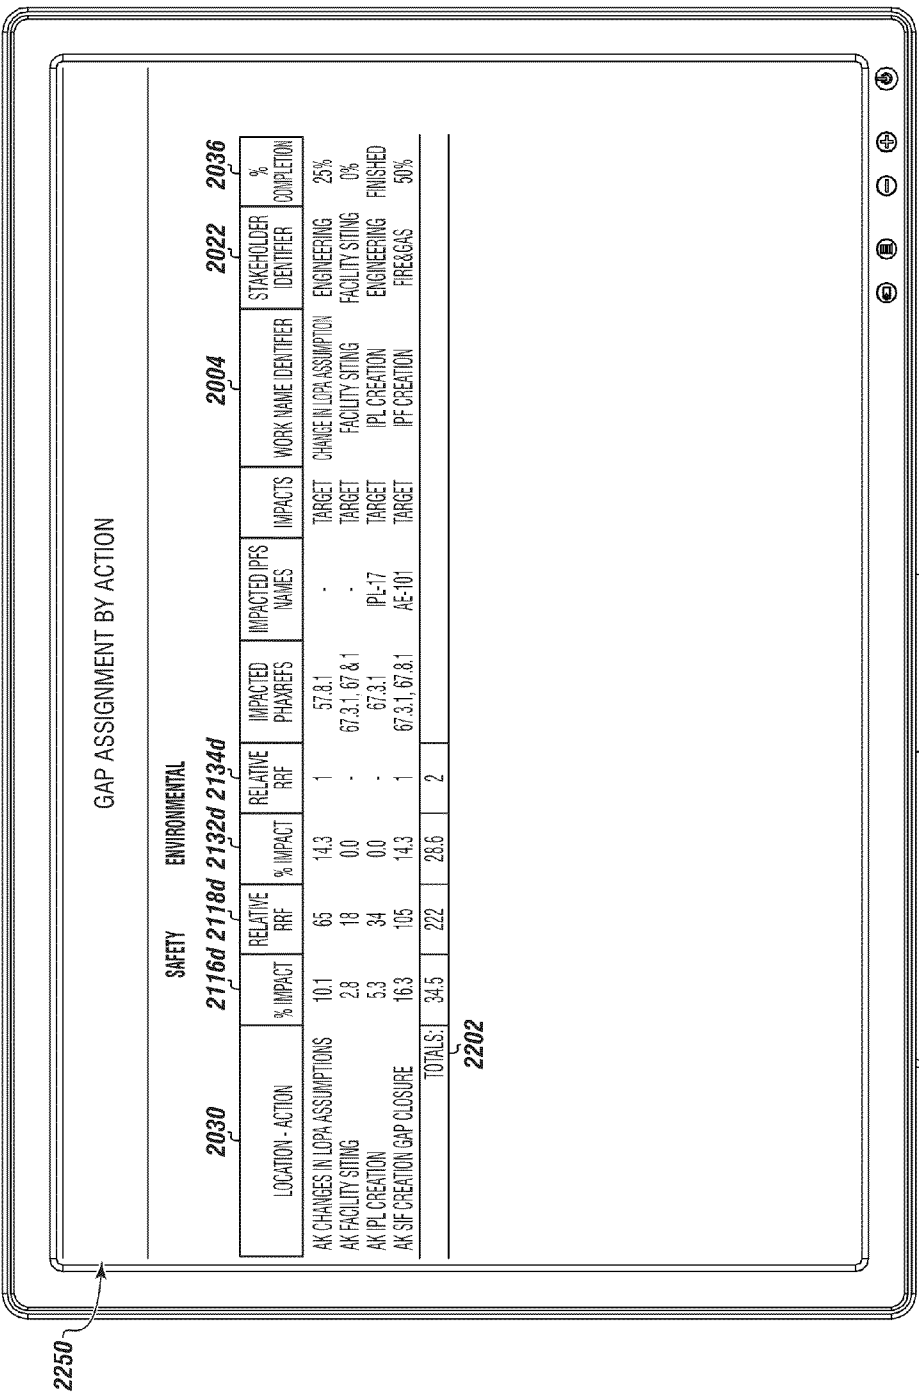 2250
GAP ASSIGNMENT BY ACTION
SAFETY ENVIRONMENTAL
2030 2116d 2118d 2132d 2134d 2004 2022 2036
LOCATION - ACTION % IMPACT RELATIVE RRF % IMPACT RELATIVE RRF IMPACTED PHAXREFS IMPACTED IPFS NAMES IMPACTS WORK NAME IDENTIFIER STAKEHOLDER IDENTIFIER % COMPLETION
AK CHANGES IN LOPA ASSUMPTIONS 10.1 65 14.3 1 57.8.1 - TARGET CHANGE IN LOPA ASSUMPTION ENGINEERING 25%
AK FACILITY SITING 2.8 18 0.0 - 67.3.1, 67 & 1 - TARGET FACILITY SITING FACILITY SITING 0%
AK IPL CREATION 5.3 34 0.0 - 67.3.1 IPL-17 TARGET IPL CREATION ENGINEERING FINISHED
AK SIF CREATION GAP CLOSURE 16.3 105 14.3 1 67.3.1, 67.8.1 AE-101 TARGET IPF CREATION FIRE&GAS 50%
TOTALS: 34.5 222 28.6 2
2202